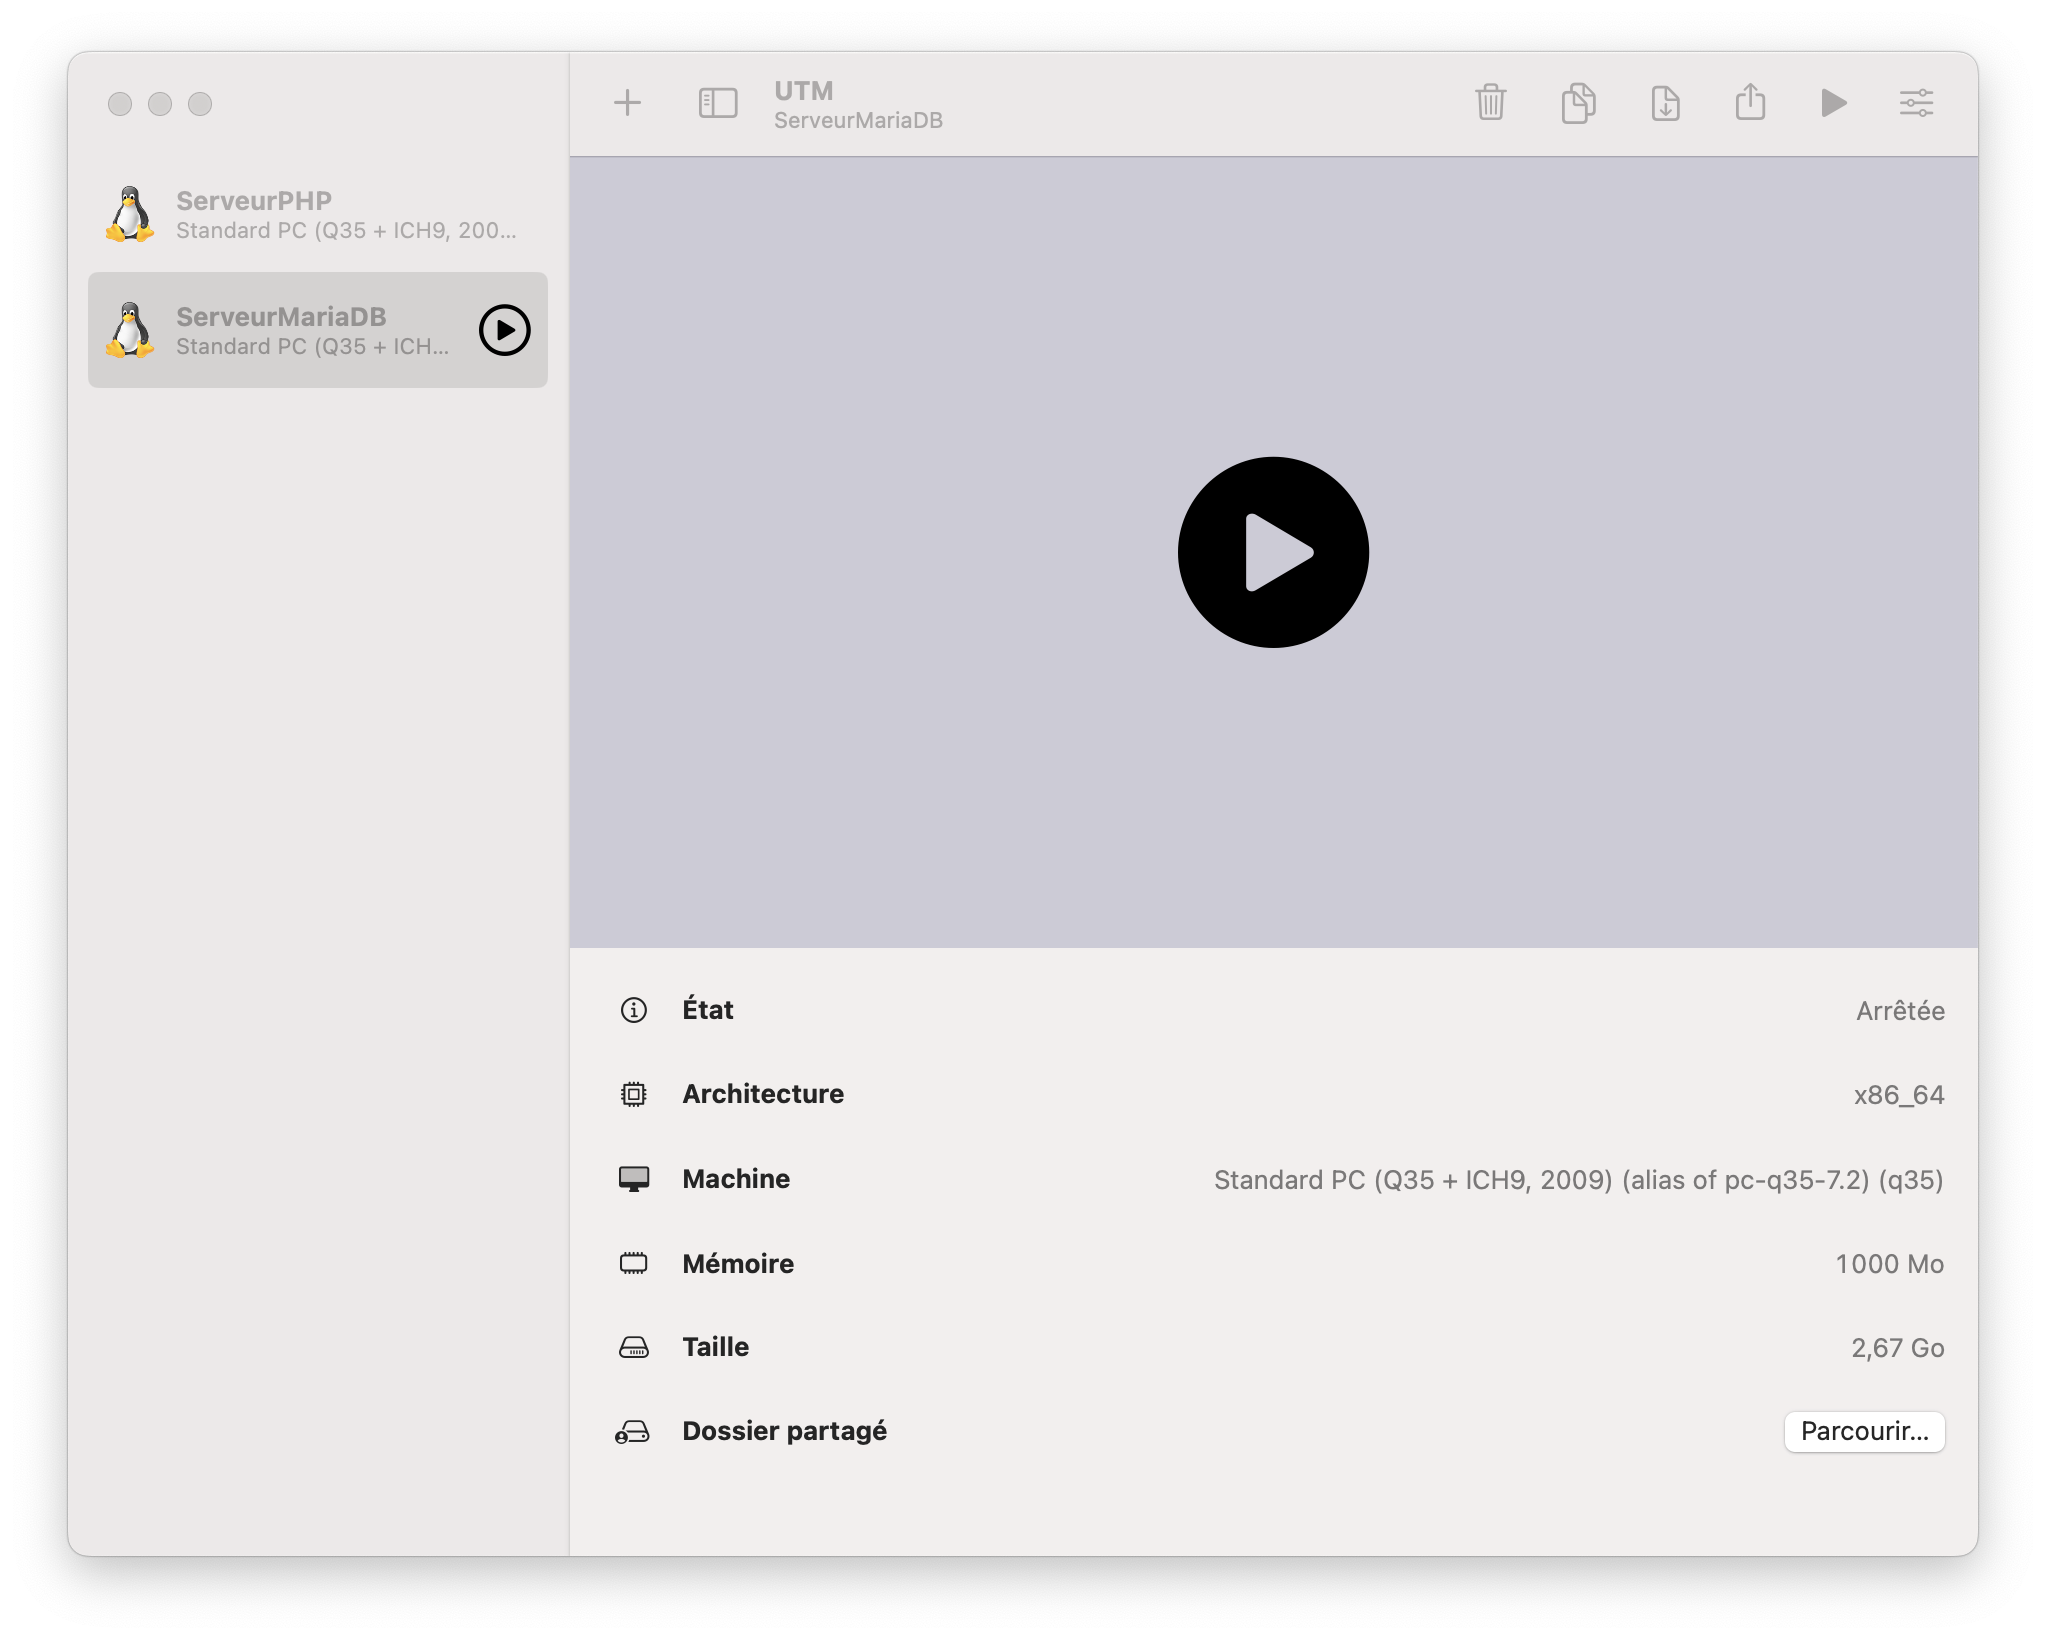 UTM
ServeurMariaDB
ServeurPHP
Standard PC (Q35 + ICH9, 200...
ServeurMariaDB
Standard PC (Q35 + ICH...
État
Arrêtée
Architecture
x86_64
Machine
Standard PC (Q35 + ICH9, 2009) (alias of pc-q35-7.2) (q35)
Mémoire
1000 Mo
Taille
2,67 Go
Dossier partagé
Parcourir...